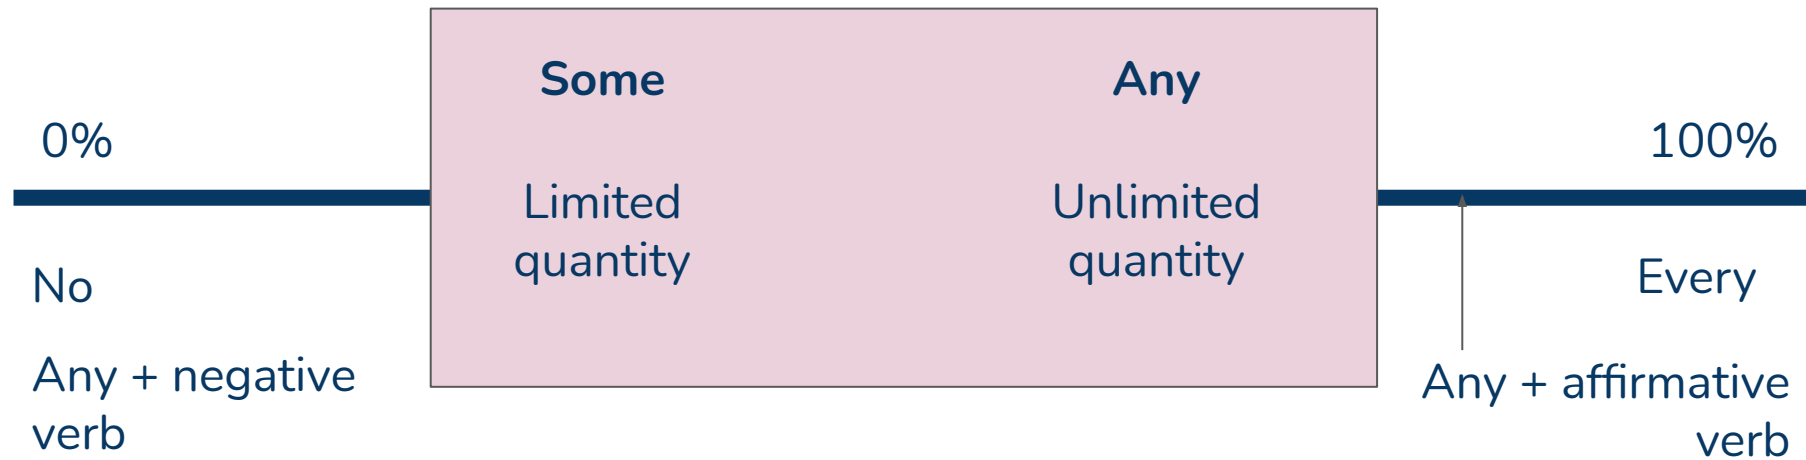 Some
Any
0%
100%
Limited
quantity
Unlimited
quantity
No
Every
Any + negative
verb
Any + affirmative
verb